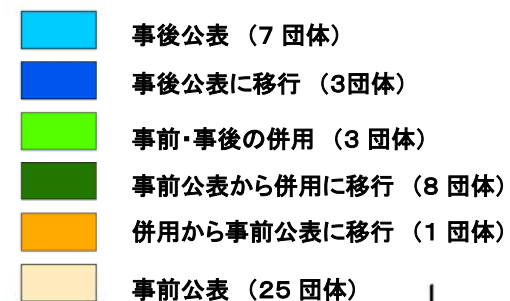 事後公表 （7 団体）
事後公表に移行 （3団体）
事前・事後の併用 （3 団体）
事前公表から併用に移行 （8 団体）
併用から事前公表に移行 （1 団体）
事前公表 （25 団体）